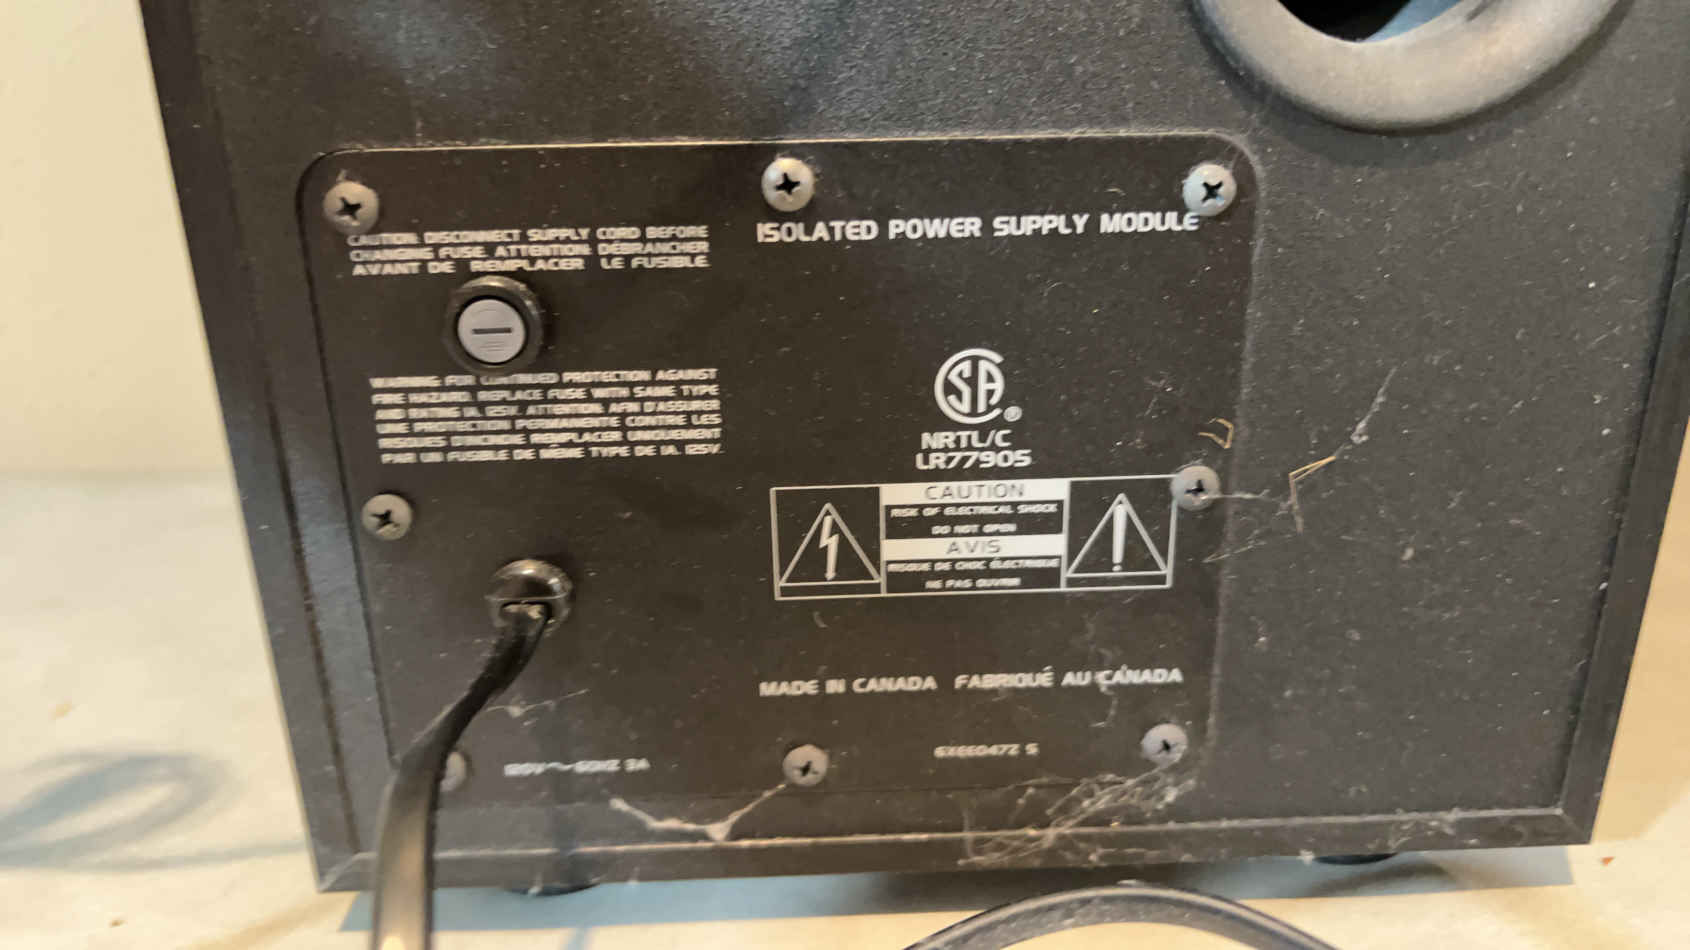 CAUTION: DISCONNECT SUPPLY CORD BEFORE
CHANGING FUSE. ATTENTION: DÉBRANCHER
AVANT DE REMPLACER LE FUSIBLE.
ISOLATED POWER SUPPLY MODULE
WARNING: FOR CONTINUED PROTECTION AGAINST
FIRE HAZARD, REPLACE FUSE WITH SAME TYPE
AND RATING 1A, 125V. ATTENTION: AFIN D'ASSURER
UNE PROTECTION PERMANENTE CONTRE LES
RISQUES D'INCENDIE REMPLACER UNIQUEMENT
PAR UN FUSIBLE DE MÊME TYPE DE 1A, 125V.
SA ®
NRTL/C
LR77905
CAUTION
RISK OF ELECTRICAL SHOCK
DO NOT OPEN
AVIS
RISQUE DE CHOC ÉLECTRIQUE
NE PAS OUVRIR
MADE IN CANADA FABRIQUÉ AU CANADA
120V~60HZ 3A